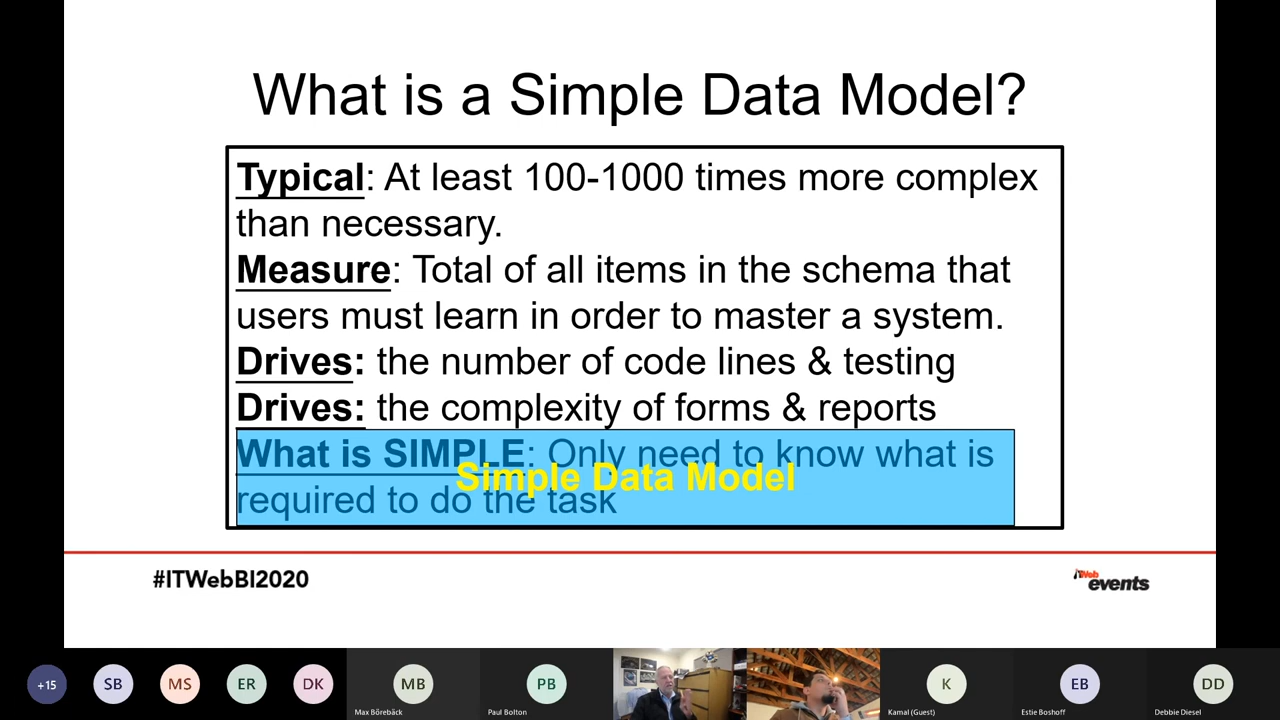 What is a Simple Data Model?
Typical: At least 100-1000 times more complex
than necessary.
Measure: Total of all items in the schema that
users must learn in order to master a system.
Drives: the number of code lines & testing
Drives: the complexity of forms & reports
What is SIMPLE: Only need to know what is
Simple Data Model
required to do the task
#ITWebBI2020
ITWeb
events
+15
SB
MS
ER
DK
MB
PB
K
EB
DD
Max Börebäck
Paul Bolton
Kamal (Guest)
Estie Boshoff
Debbie Diesel